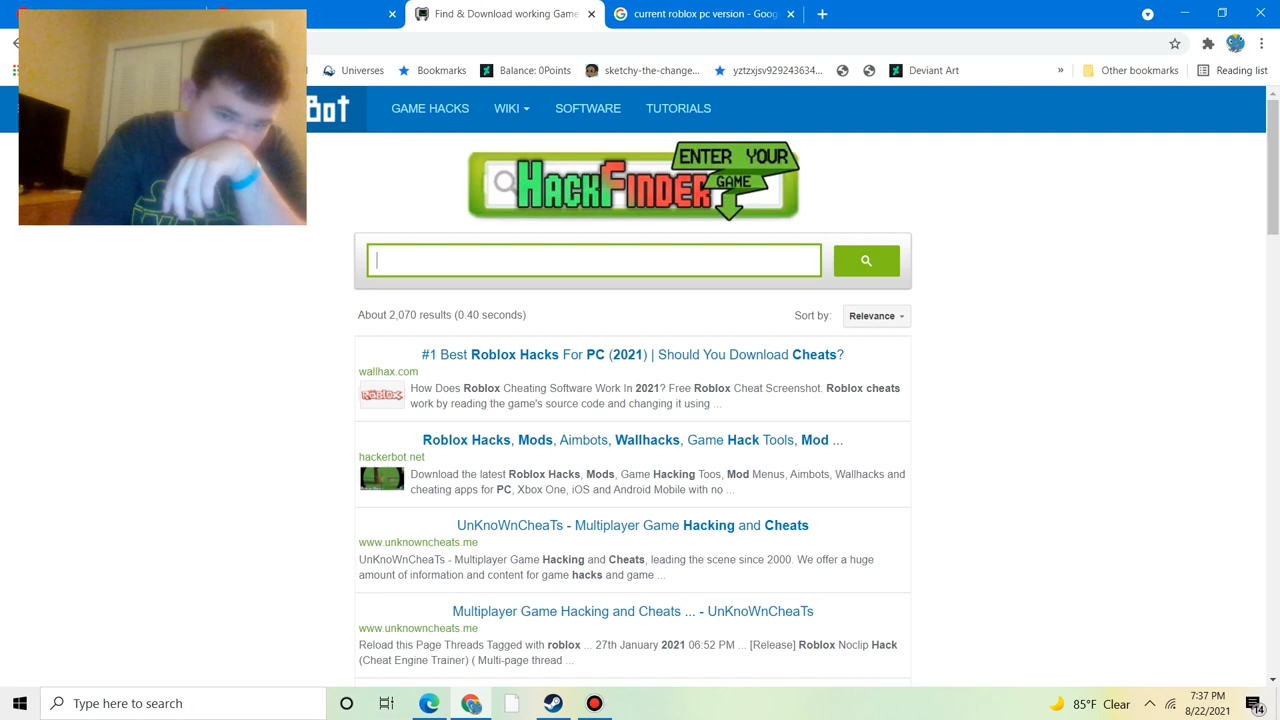 Find & Download working Game
current roblox pc version - Goog
Universes
Bookmarks
Balance: 0Points
sketchy-the-change...
yztzxjsv929243634...
Deviant Art
»
Other bookmarks
Reading list
Bot
GAME HACKS
WIKI
SOFTWARE
TUTORIALS
ENTER YOUR
GAME
HACKFINDER
About 2,070 results (0.40 seconds)
Sort by:
Relevance
#1 Best Roblox Hacks For PC (2021) | Should You Download Cheats?
wallhax.com
ROBLOX
How Does Roblox Cheating Software Work In 2021? Free Roblox Cheat Screenshot. Roblox cheats
work by reading the game's source code and changing it using ...
Roblox Hacks, Mods, Aimbots, Wallhacks, Game Hack Tools, Mod ...
hackerbot.net
Download the latest Roblox Hacks, Mods, Game Hacking Toos, Mod Menus, Aimbots, Wallhacks and
cheating apps for PC, Xbox One, iOS and Android Mobile with no ...
UnKnoWnCheaTs - Multiplayer Game Hacking and Cheats
www.unknowncheats.me
UnKnoWnCheaTs - Multiplayer Game Hacking and Cheats, leading the scene since 2000. We offer a huge
amount of information and content for game hacks and game ...
Multiplayer Game Hacking and Cheats ... - UnKnoWnCheaTs
www.unknowncheats.me
Reload this Page Threads Tagged with roblox ... 27th January 2021 06:52 PM ... [Release] Roblox Noclip Hack
(Cheat Engine Trainer) ( Multi-page thread ...
Type here to search
85°F Clear
7:37 PM
8/22/2021
14